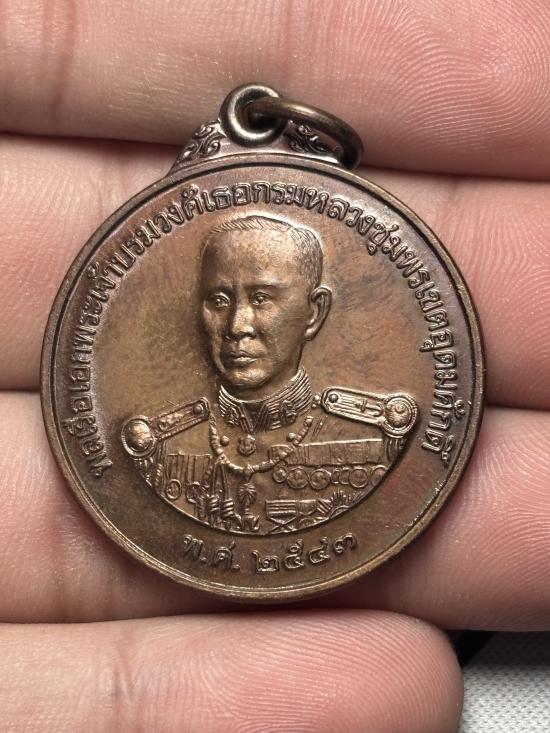 พลเรือเอกพระเจ้าบรมวงศ์เธอกรมหลวงชุมพรเขตอุดมศักดิ์
พ.ศ. ๒๕๔๓